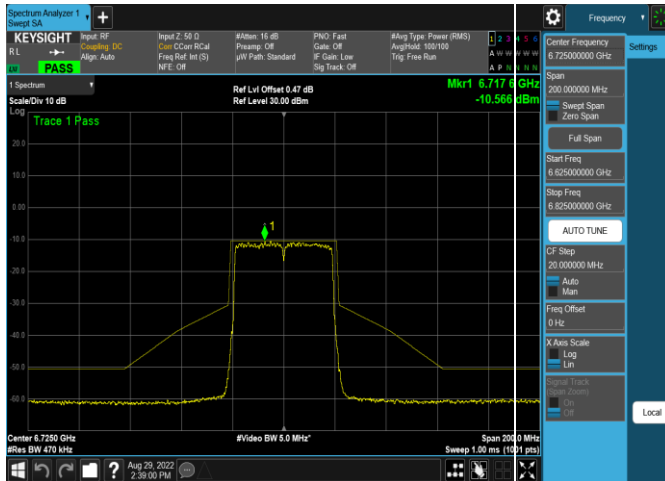 Spectrum Analyzer 1
Swept SA
+
Frequency
KEYSIGHT
RL
PASS
Input: RF
Coupling: DC
Align: Auto
Input Z: 50 Ω
Corr CCorr RCal
Freq Ref: Int (S)
NFE: Off
#Atten: 16 dB
Preamp: Off
µW Path: Standard
PNO: Fast
Gate: Off
IF Gain: Low
Sig Track: Off
#Avg Type: Power (RMS)
Avg|Hold: 100/100
Trig: Free Run
1 2 3 4 5 6
A W W W W W
A P N N N N
1 Spectrum
Scale/Div 10 dB
Ref Lvl Offset 0.47 dB
Ref Level 30.00 dBm
Mkr1 6.717 6 GHz
-10.566 dBm
Log
Trace 1 Pass
20.0
10.0
0.00
-10.0
1
-20.0
-30.0
-40.0
-50.0
-60.0
Center 6.7250 GHz
#Res BW 470 kHz
#Video BW 5.0 MHz*
Span 200.0 MHz
Sweep 1.00 ms (1001 pts)
Aug 29, 2022
2:39:00 PM
?
Center Frequency
6.725000000 GHz
Settings
Span
200.000000 MHz
Swept Span
Zero Span
Full Span
Start Freq
6.625000000 GHz
Stop Freq
6.825000000 GHz
AUTO TUNE
CF Step
20.000000 MHz
Auto
Man
Freq Offset
0 Hz
X Axis Scale
Log
Lin
Signal Track
(Span Zoom)
On
Off
Local